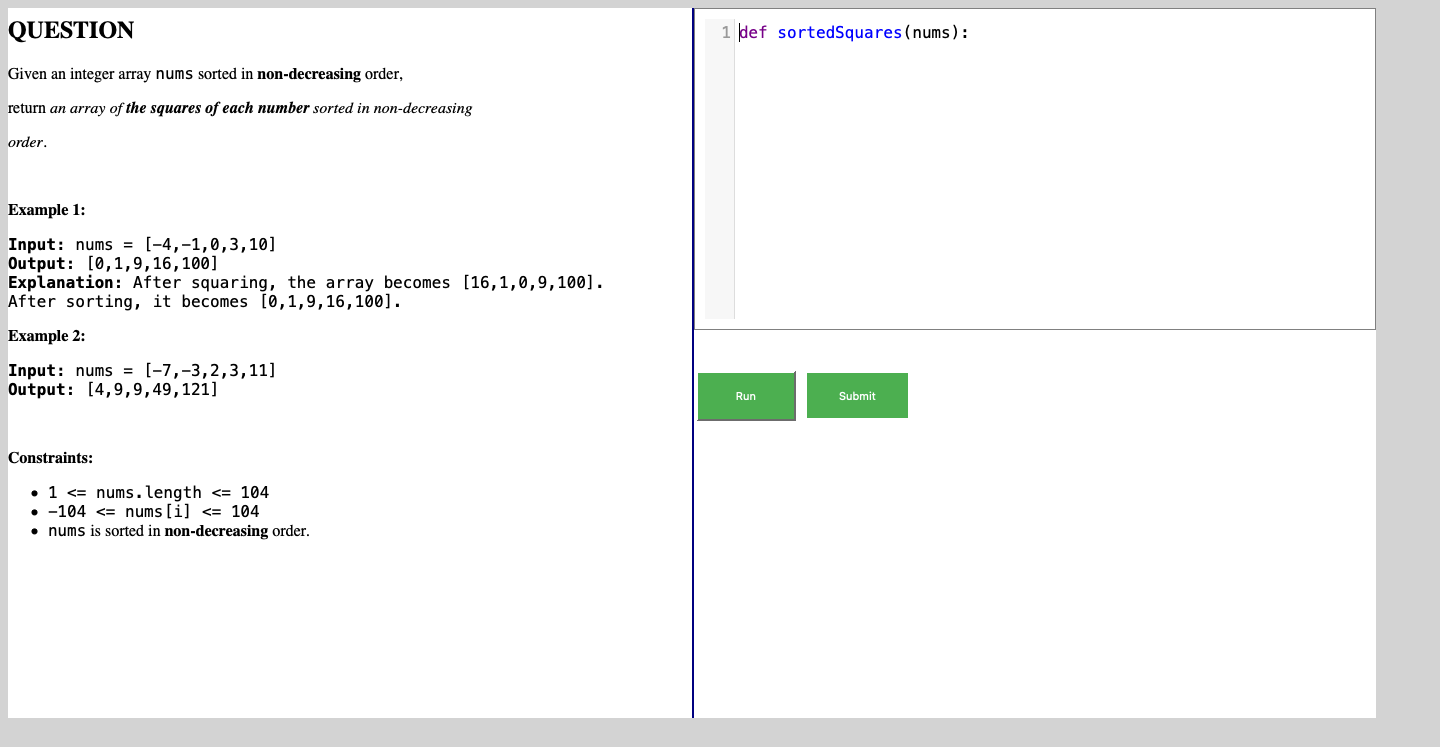 QUESTION
Given an integer array nums sorted in non-decreasing order,
return an array of the squares of each number sorted in non-decreasing
order.
Example 1:
Input: nums = [-4,-1,0,3,10]
Output: [0,1,9,16,100]
Explanation: After squaring, the array becomes [16,1,0,9,100].
After sorting, it becomes [0,1,9,16,100].
Example 2:
Input: nums = [-7,-3,2,3,11]
Output: [4,9,9,49,121]
Constraints:
• 1 <= nums.length <= 104
• -104 <= nums[i] <= 104
• nums is sorted in non-decreasing order.
1 def sortedSquares(nums):
Run
Submit